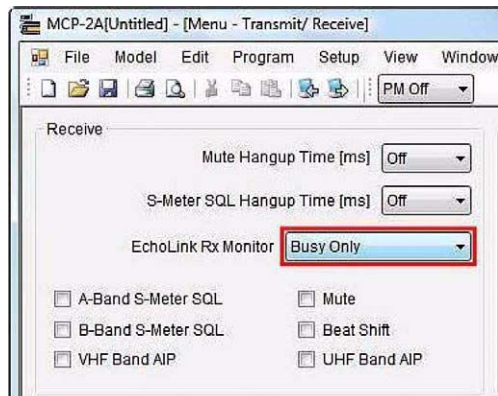 MCP-2A[Untitled] - [Menu - Transmit/ Receive]
File Model Edit Program Setup View Window
PM Off
Receive
Mute Hangup Time [ms] Off
S-Meter SQL Hangup Time [ms] Off
EchoLink Rx Monitor Busy Only
A-Band S-Meter SQL Mute
B-Band S-Meter SQL Beat Shift
VHF Band AIP UHF Band AIP